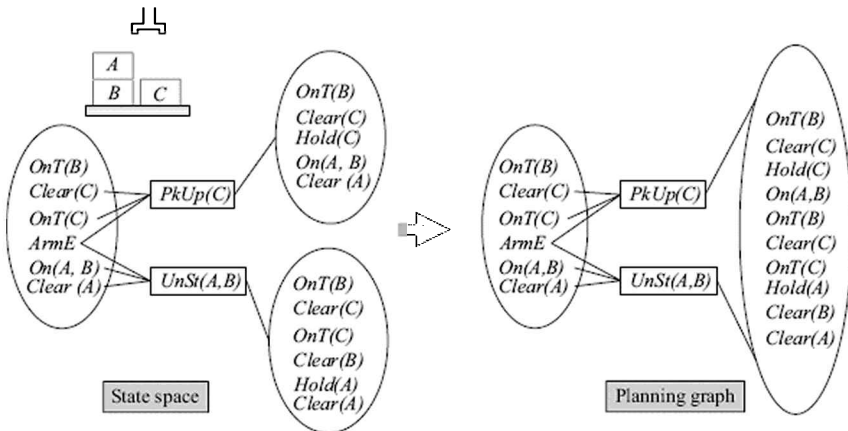 A
B
C
OnT(B)
Clear(C)
OnT(C)
ArmE
On(A, B)
Clear (A)
PkUp(C)
UnSt(A,B)
OnT(B)
Clear(C)
Hold(C)
On(A, B)
Clear (A)
OnT(B)
Clear(C)
OnT(C)
Clear(B)
Hold(A)
Clear(A)
State space
OnT(B)
Clear(C)
OnT(C)
ArmE
On(A,B)
Clear(A)
PkUp(C)
UnSt(A,B)
OnT(B)
Clear(C)
Hold(C)
On(A,B)
OnT(B)
Clear(C)
OnT(C)
Hold(A)
Clear(B)
Clear(A)
Planning graph